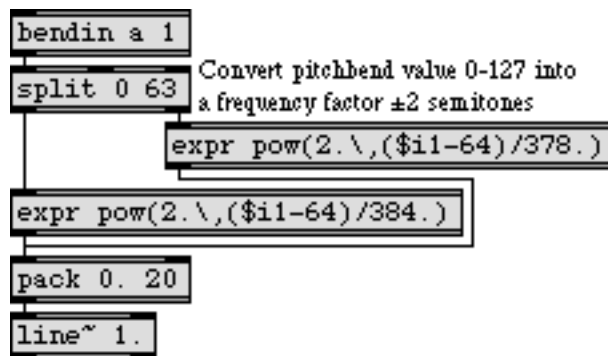 bendin a 1
split 0 63
Convert pitchbend value 0-127 into
a frequency factor ±2 semitones
expr pow(2.\,($i1-64)/378.)
expr pow(2.\,($i1-64)/384.)
pack 0. 20
line~ 1.